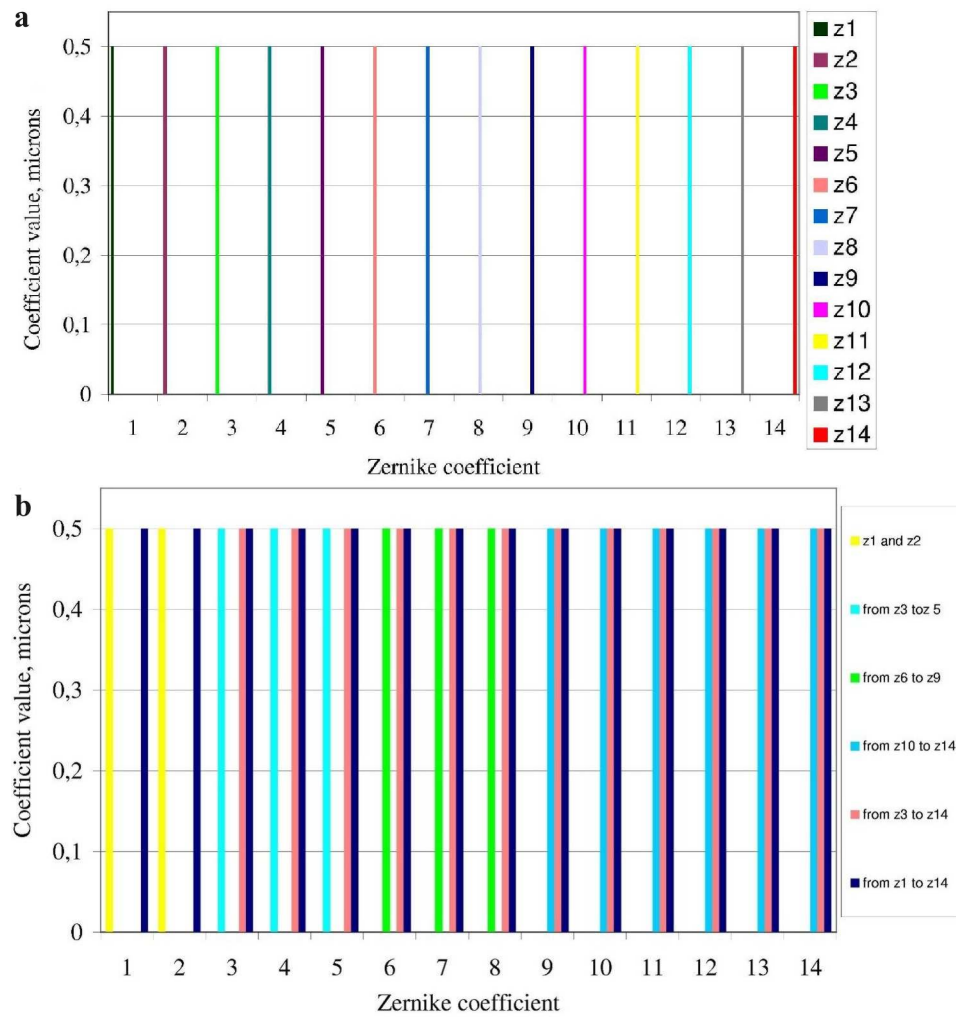 a
0,5
0,4
0,3
0,2
0,1
0
Coefficient value, microns
1 2 3 4 5 6 7 8 9 10 11 12 13 14
Zernike coefficient
z1
z2
z3
z4
z5
z6
z7
z8
z9
z10
z11
z12
z13
z14
b
0,5
0,4
0,3
0,2
0,1
0
Coefficient value, microns
1 2 3 4 5 6 7 8 9 10 11 12 13 14
Zernike coefficient
z1 and z2
from z3 toz 5
from z6 to z9
from z10 to z14
from z3 to z14
from z1 to z14